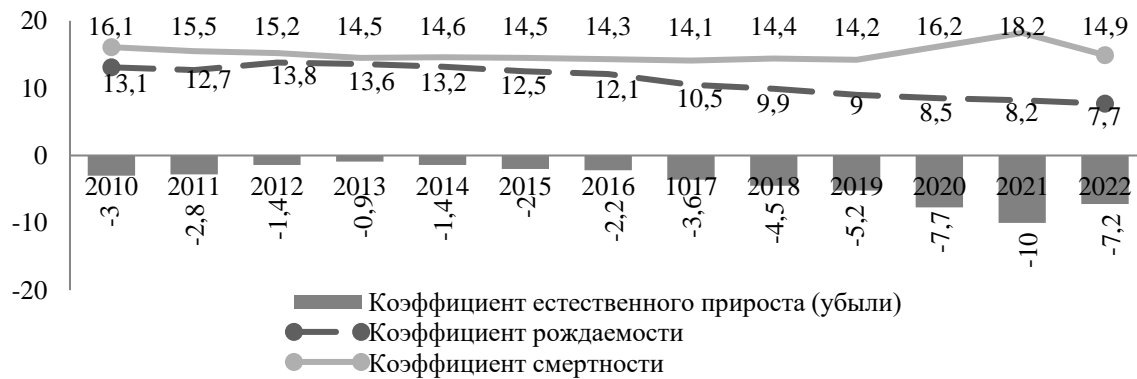 20
16,1 15,5 15,2 14,5 14,6 14,5 14,3 14,1 14,4 14,2 16,2 18,2 14,9
10
13,1 12,7 13,8 13,6 13,2 12,5 12,1 10,5 9,9 9 8,5 8,2 7,7
0
2010 2011 2012 2013 2014 2015 2016 1017 2018 2019 2020 2021 2022
-3 -2,8 -1,4 -0,9 -1,4 -2 -2,2 -3,6 -4,5 -5,2 -7,7 -10 -7,2
-10
-20
Коэффициент естественного прироста (убыли)
Коэффициент рождаемости
Коэффициент смертности